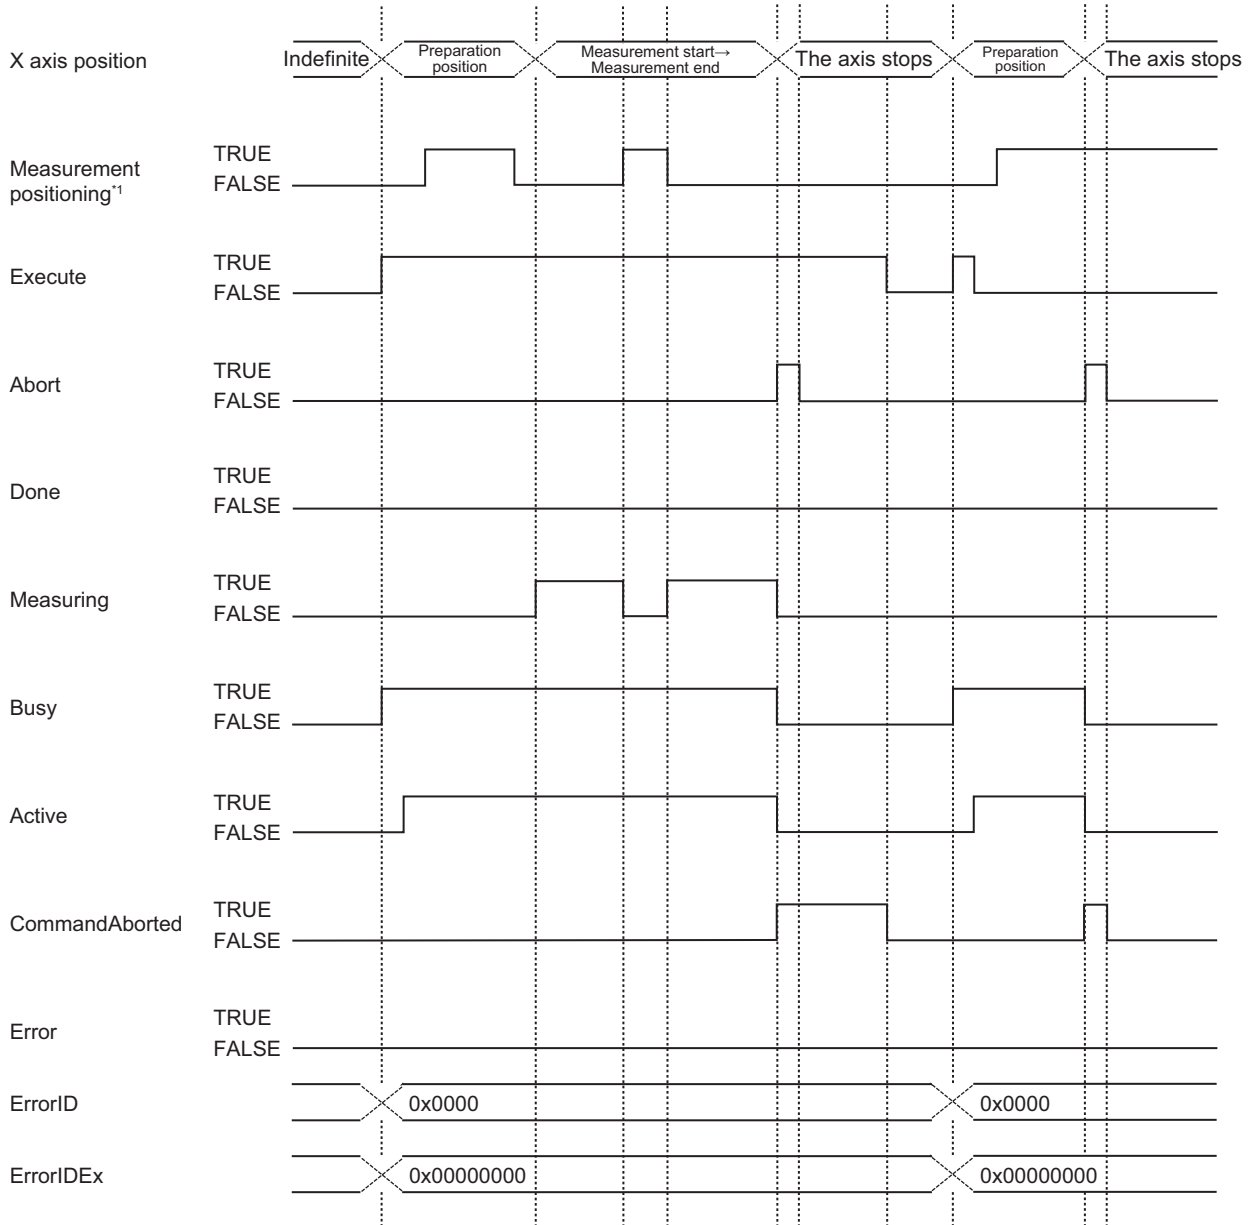 X axis position
Indefinite
Preparation
position
Measurement start→
Measurement end
The axis stops
Preparation
position
The axis stops
Measurement
positioning*1
TRUE
FALSE
Execute
TRUE
FALSE
Abort
TRUE
FALSE
Done
TRUE
FALSE
Measuring
TRUE
FALSE
Busy
TRUE
FALSE
Active
TRUE
FALSE
CommandAborted
TRUE
FALSE
Error
TRUE
FALSE
ErrorID
0x0000
0x0000
ErrorIDEx
0x00000000
0x00000000